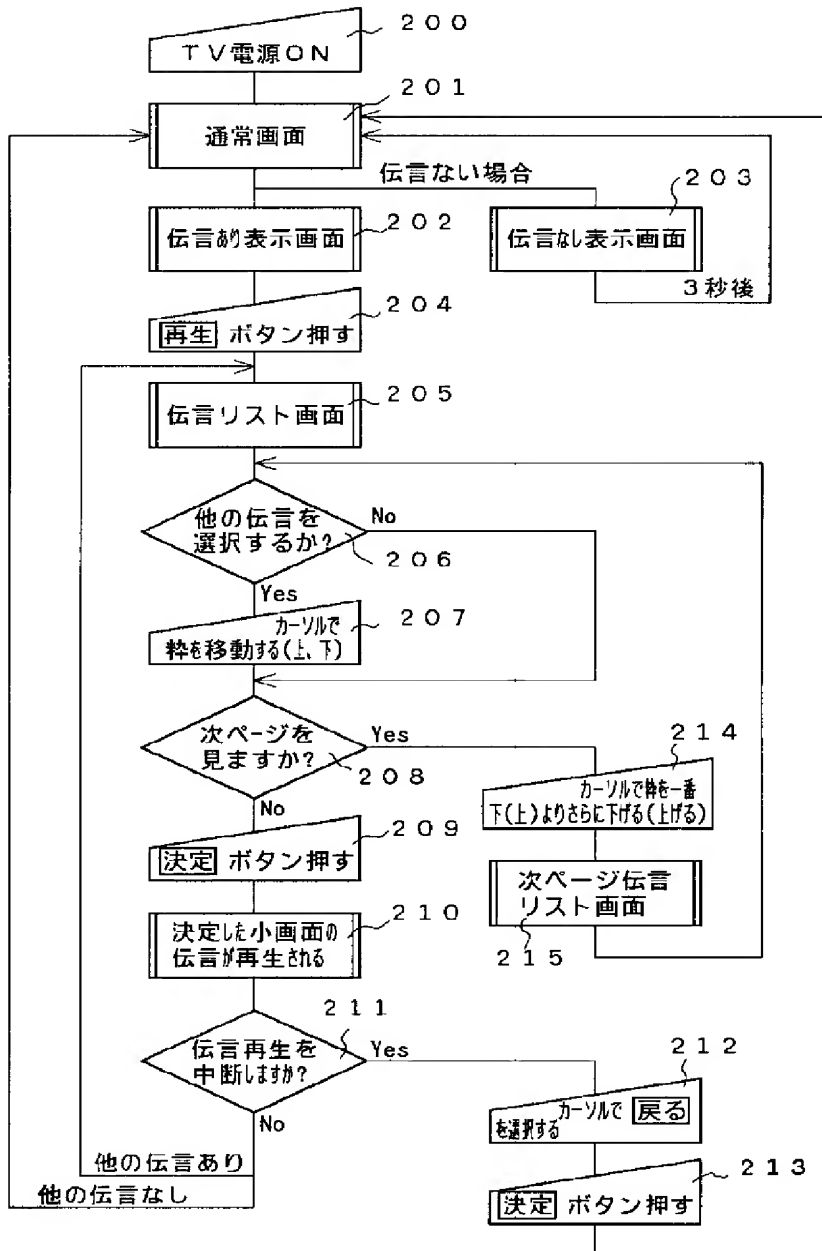 200
TV電源ON
201
通常画面
伝言ない場合
203
伝言あり表示画面
202
伝言なし表示画面
3秒後
204
再生 ボタン押す
205
伝言リスト画面
他の伝言を
選択するか?
No
206
Yes
207
カーソルで
枠を移動する(上、下)
次ページを
見ますか?
Yes
208
No
214
カーソルで枠を一番
下(上)よりさらに下げる(上げる)
209
決定 ボタン押す
次ページ伝言
リスト画面
215
210
決定した小画面の
伝言が再生される
211
伝言再生を
中断しますか?
Yes
No
212
カーソルで 戻る
を選択する
他の伝言あり
他の伝言なし
213
決定 ボタン押す